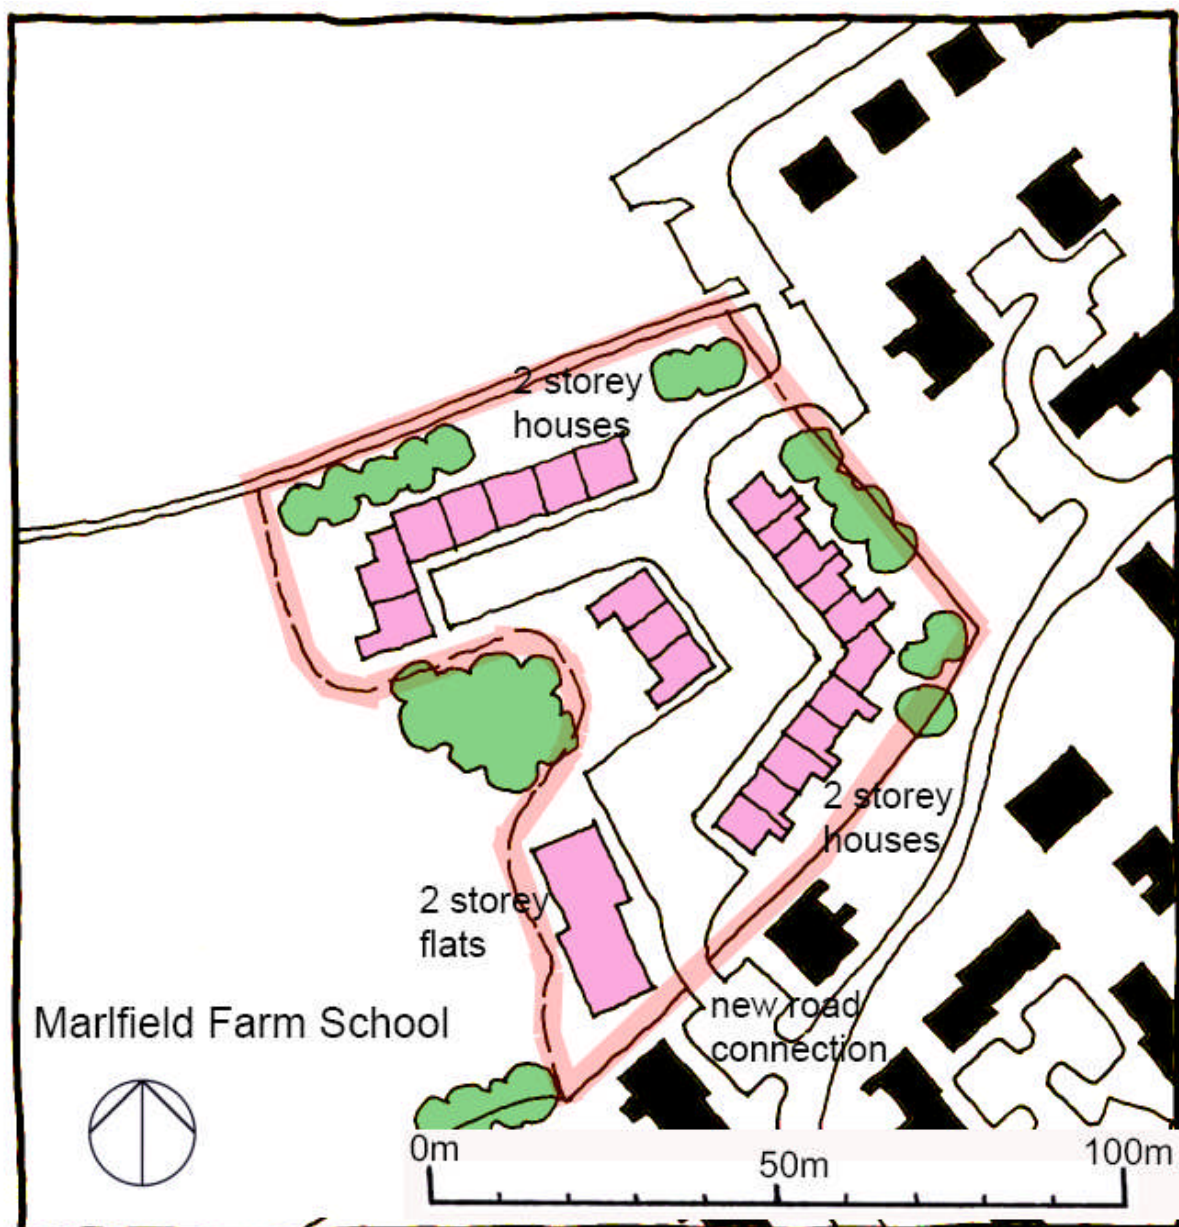 2 storey
houses
2 storey
houses
2 storey
flats
Marlfield Farm School
new road
connection
0m
50m
100m